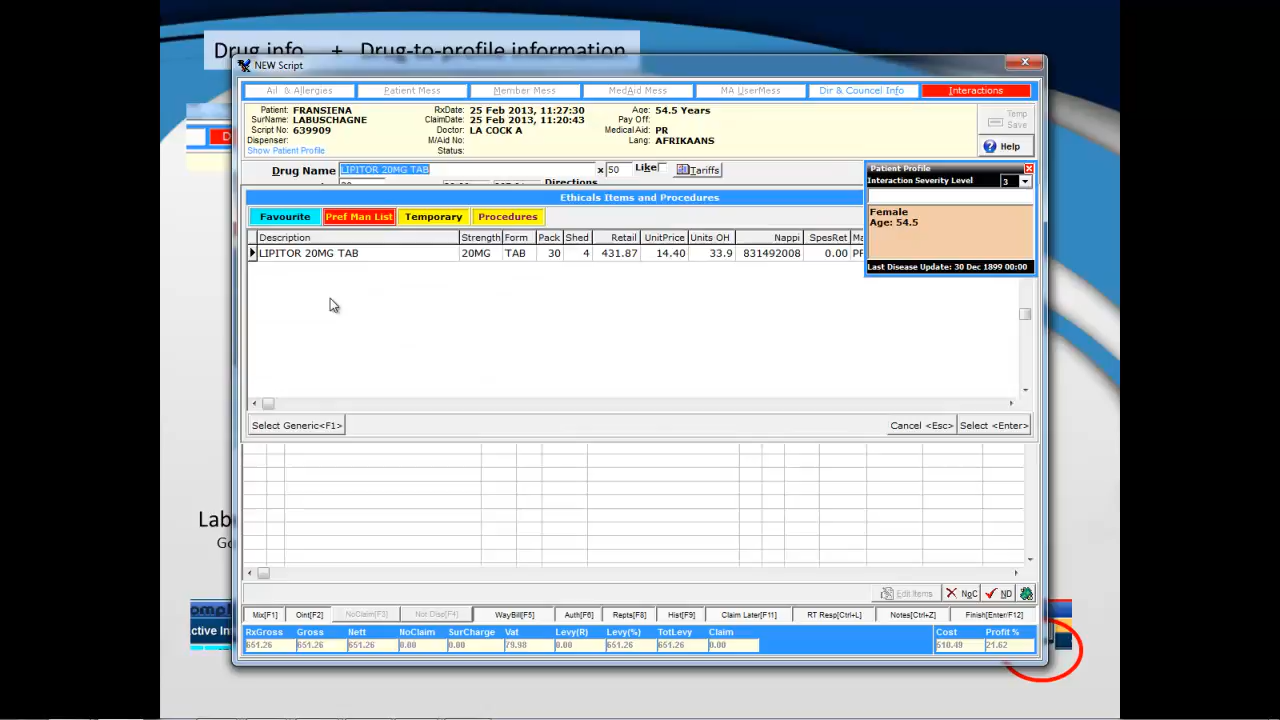 Drug info + Drug-to-profile information
NEW Script
All & Allergies Patient Mess Member Mess MedAid Mess MA UserMess Dir & Councel Info Interactions
Patient: FRANSIENA RxDate: 25 Feb 2013, 11:27:30 Age: 54.5 Years
SurName: LABUSCHAGNE ClaimDate: 25 Feb 2013, 11:20:43 Pay Off:
Script No: 639909 Doctor: LA COCK A Medical Aid: PR
Dispenser: M/Aid No: Lang: AFRIKAANS
Show Patient Profile Status:
Temp Save
Help
Drug Name LIPITOR 20MG TAB x 50 Like Tariffs
Directions
Patient Profile
Interaction Severity Level 3
Female
Age: 54.5
Last Disease Update: 30 Dec 1899 00:00
Ethicals Items and Procedures
Favourite Pref Man List Temporary Procedures
Description Strength Form Pack Shed Retail UnitPrice Units OH Nappi SpesRet
LIPITOR 20MG TAB 20MG TAB 30 4 431.87 14.40 33.9 831492008 0.00
Select Generic<F1> Cancel <Esc> Select <Enter>
Lab
Edit Items NgC ND
Mix[F1] Oint[F2] NoClaim[F3] Not Disp[F4] WayBill[F5] Auth[F6] Repts[F8] Hist[F9] Claim Later[F11] RT Resp[Ctrl+L] Notes[Ctrl+Z] Finish[Enter/F12]
RxGross Gross Nett NoClaim SurCharge Vat Levy(R) Levy(%) TotLevy Claim Cost Profit %
651.26 651.26 651.26 0.00 0.00 79.98 0.00 651.26 651.26 0.00 510.49 21.62
ctive In